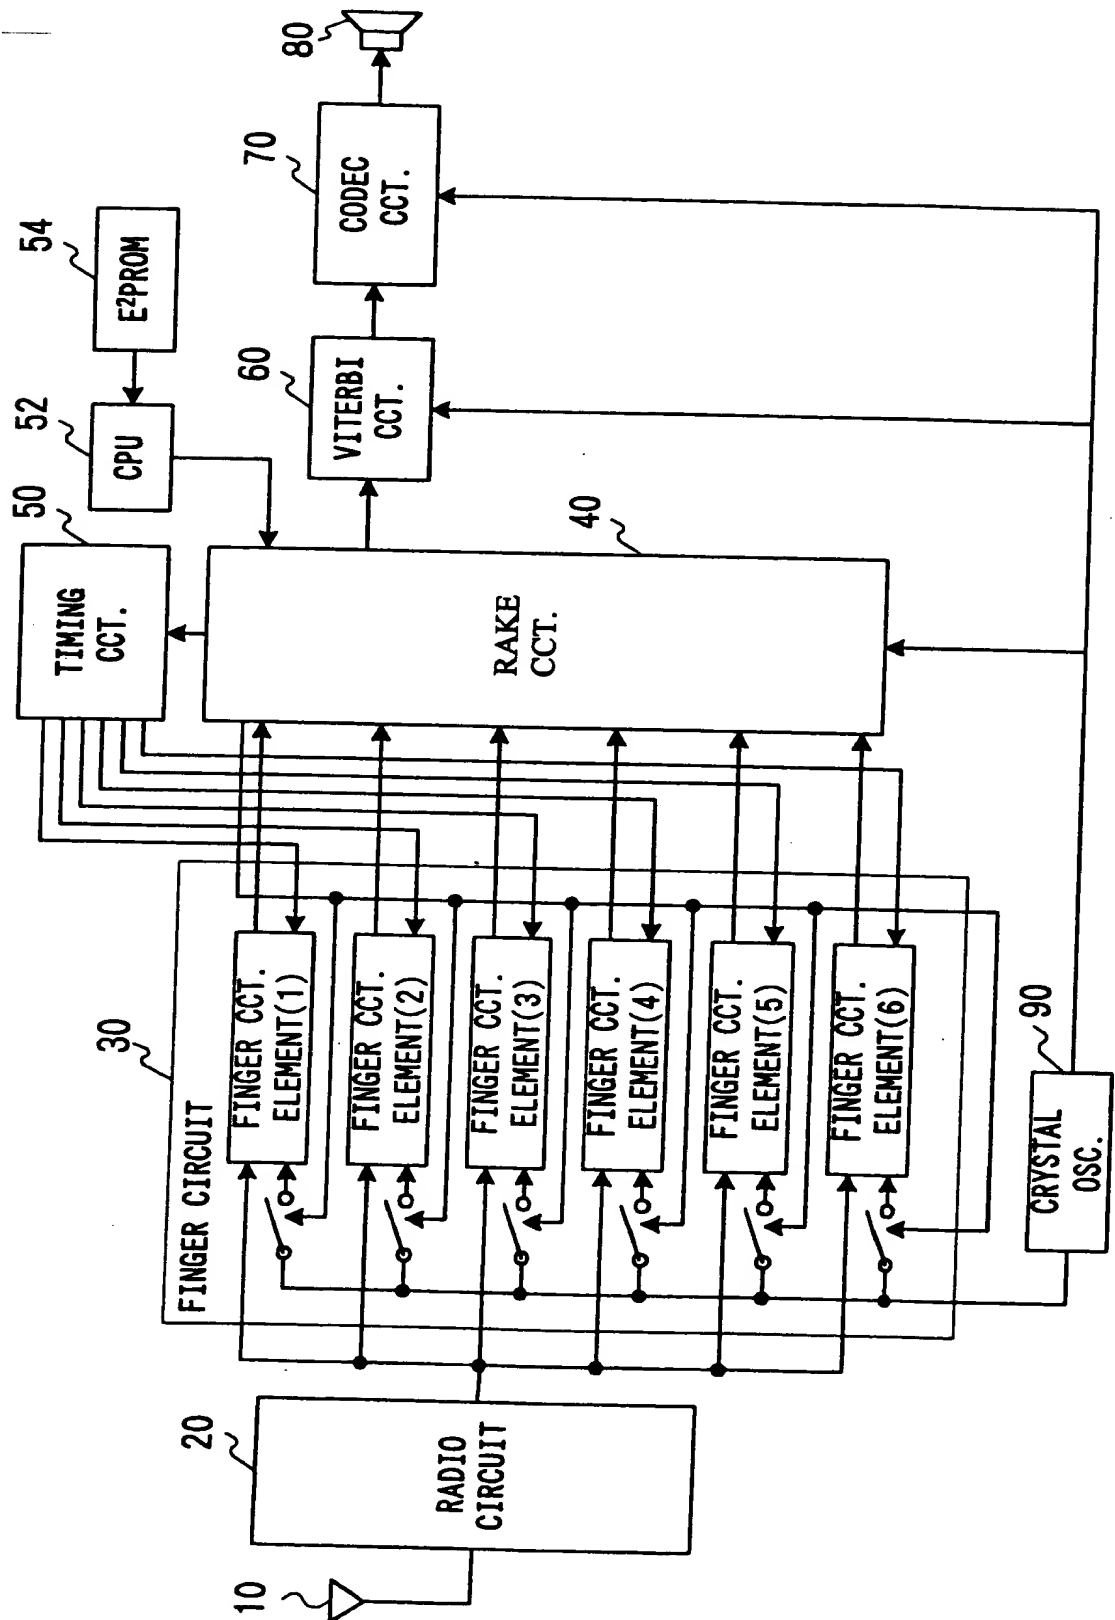 10
20
RADIO
CIRCUIT
30
FINGER CIRCUIT
FINGER CCT.
ELEMENT(1)
FINGER CCT.
ELEMENT(2)
FINGER CCT.
ELEMENT(3)
FINGER CCT.
ELEMENT(4)
FINGER CCT.
ELEMENT(5)
FINGER CCT.
ELEMENT(6)
90
CRYSTAL
OSC.
50
TIMING
CCT.
40
RAKE
CCT.
52
CPU
54
E²PROM
60
VITERBI
CCT.
70
CODEC
CCT.
80